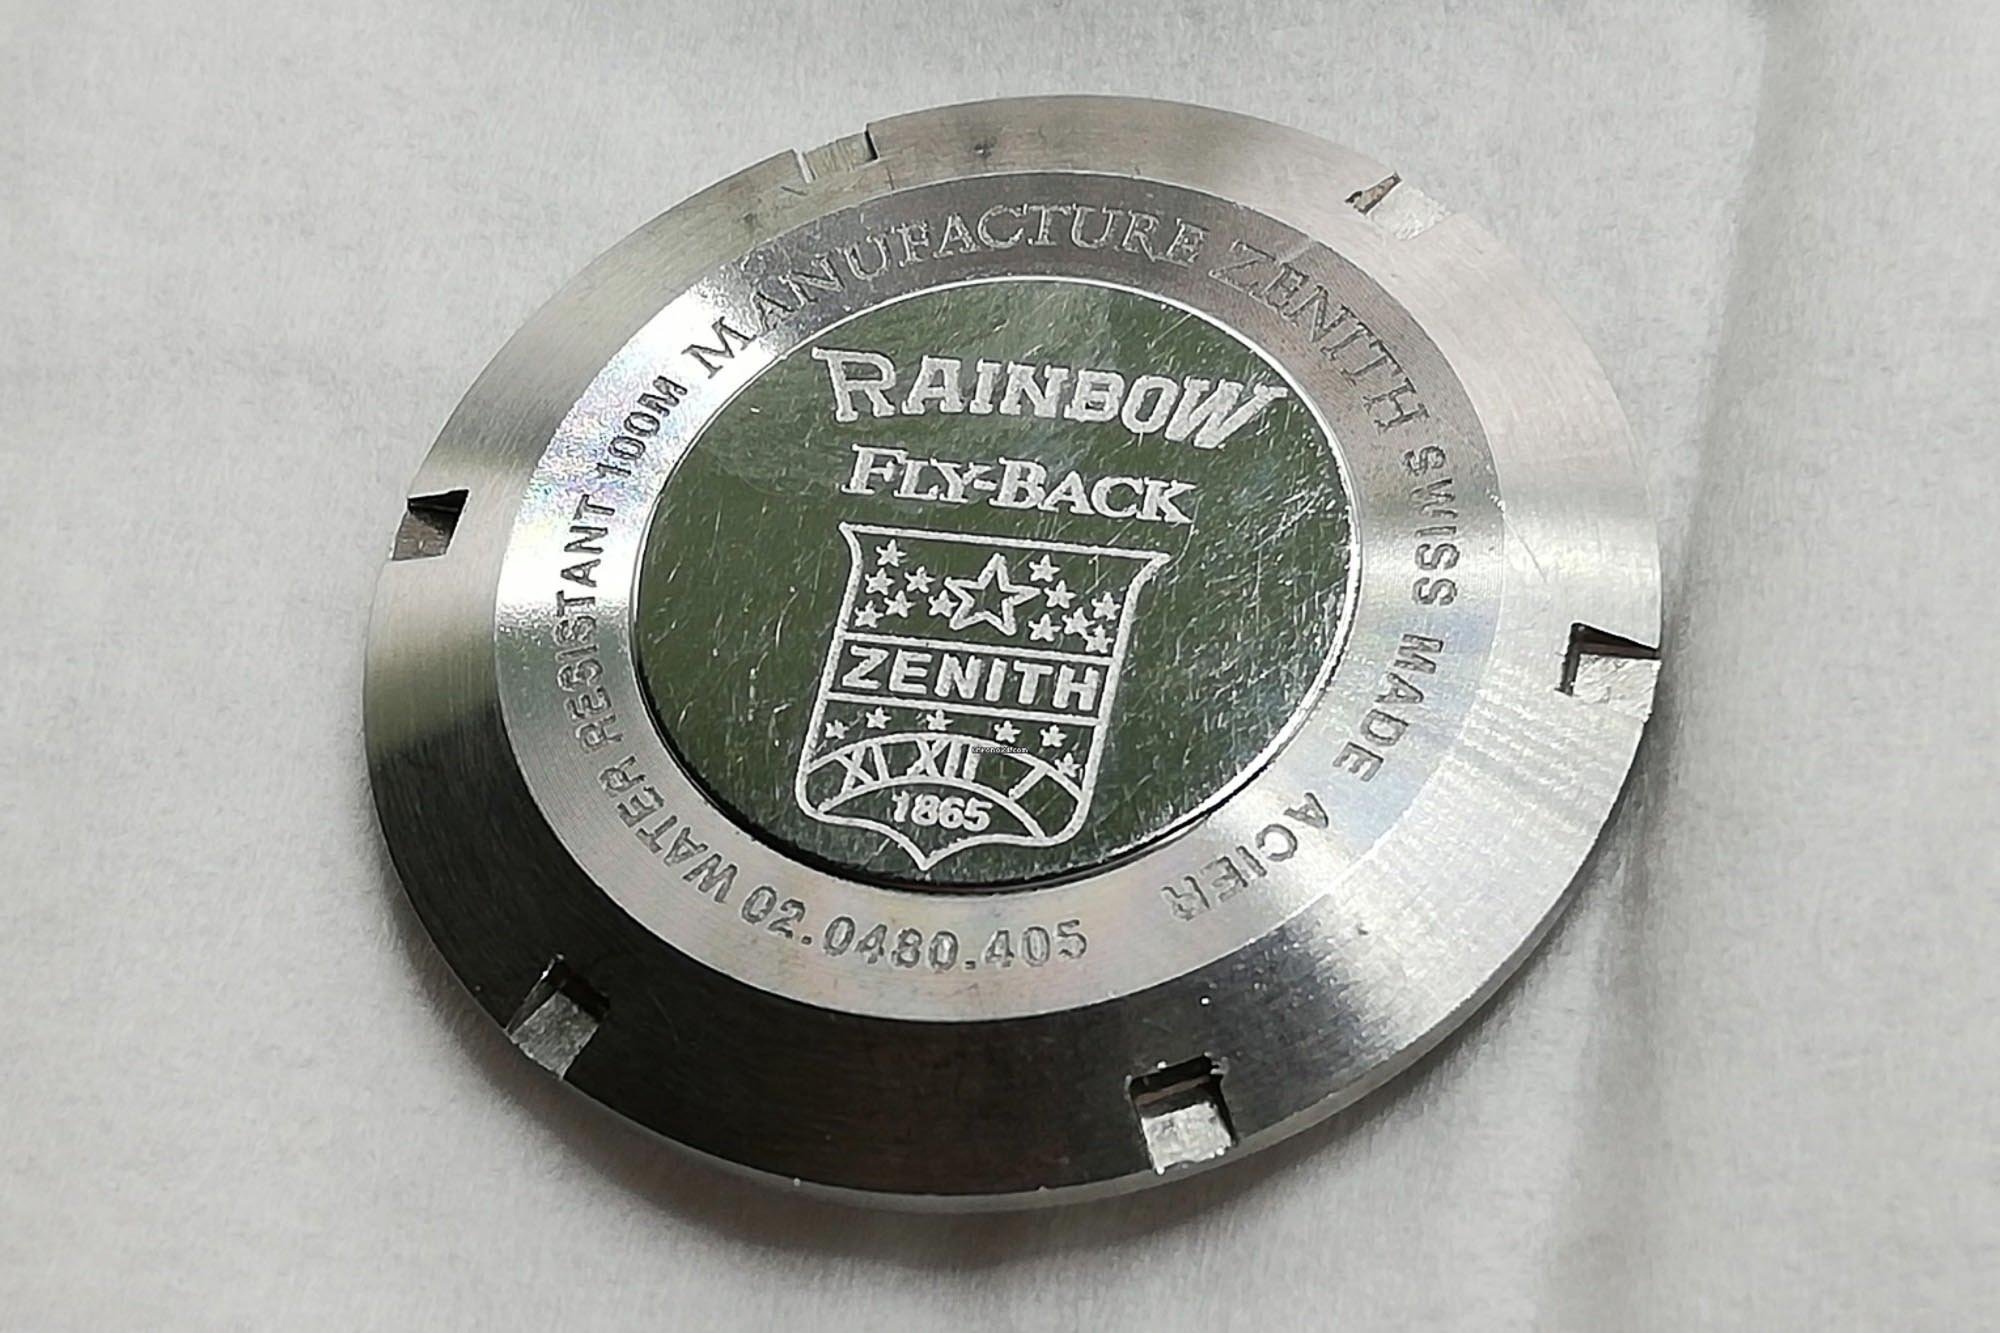 MANUFACTURE ZENITH SWISS MADE ACIER
02.0480.405 WATER RESISTANT 100M
RAINBOW
FLY-BACK
ZENITH
XI XII I
1865